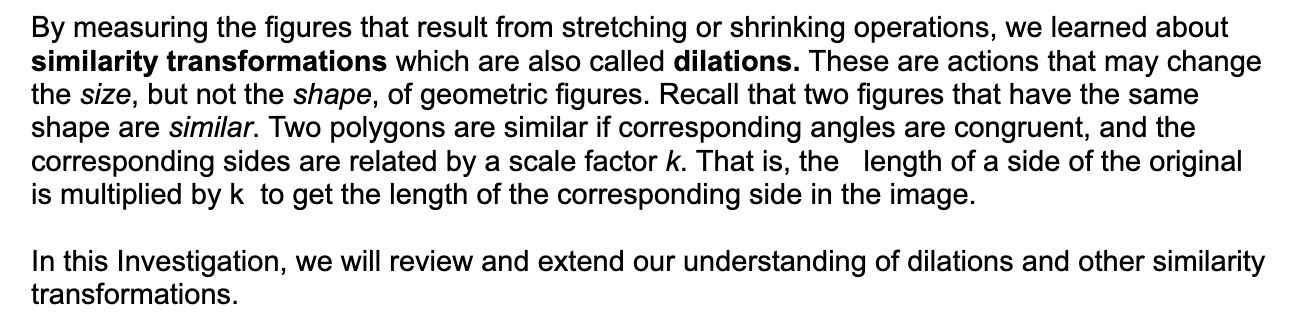 By measuring the figures that result from stretching or shrinking operations, we learned about
similarity transformations which are also called dilations. These are actions that may change
the size, but not the shape, of geometric figures. Recall that two figures that have the same
shape are similar. Two polygons are similar if corresponding angles are congruent, and the
corresponding sides are related by a scale factor k. That is, the  length of a side of the original
is multiplied by k  to get the length of the corresponding side in the image.
In this Investigation, we will review and extend our understanding of dilations and other similarity
transformations.